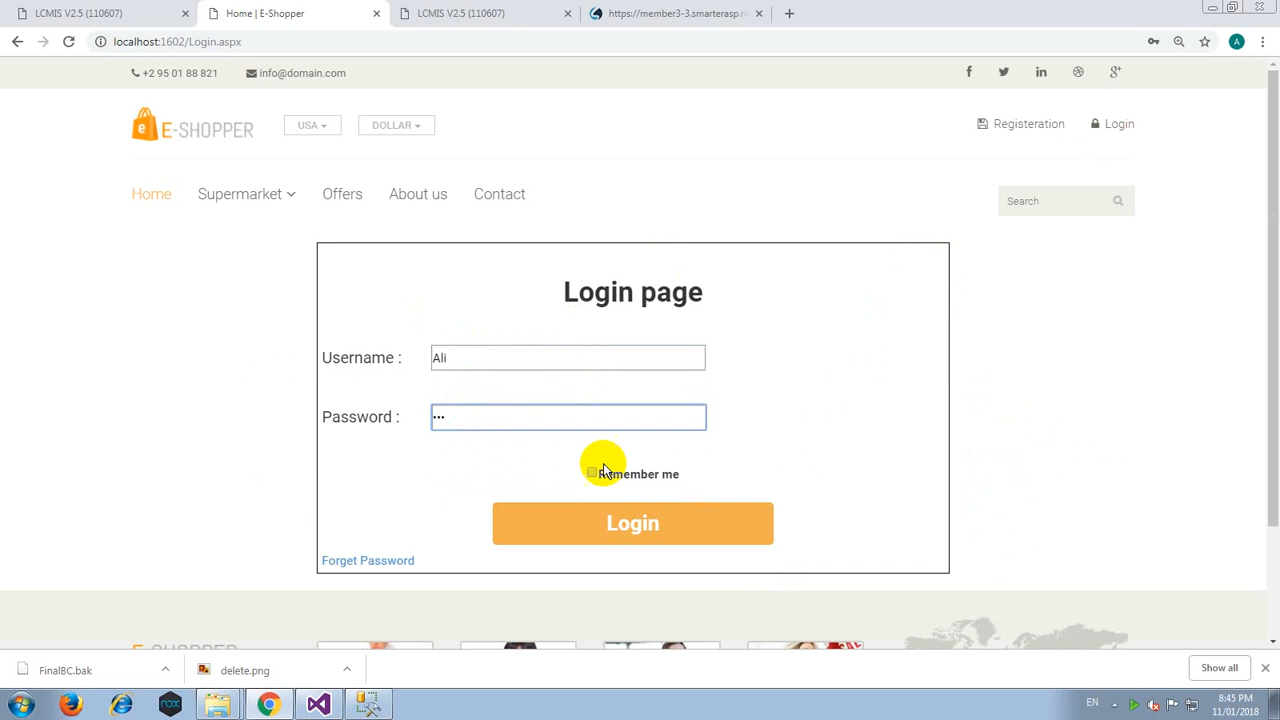 LCMIS V2.5 (110607)
Home | E-Shopper
LCMIS V2.5 (110607)
https://member3-3.smarterasp.n
localhost:1602/Login.aspx
A
+2 95 01 88 821
info@domain.com
E-SHOPPER
USA
DOLLAR
Registeration
Login
Home
Supermarket
Offers
About us
Contact
Search
Login page
Username :
Ali
Password :
•••
Remember me
Login
Forget Password
FinalBC.bak
delete.png
Show all
nox
EN
8:45 PM
11/01/2018